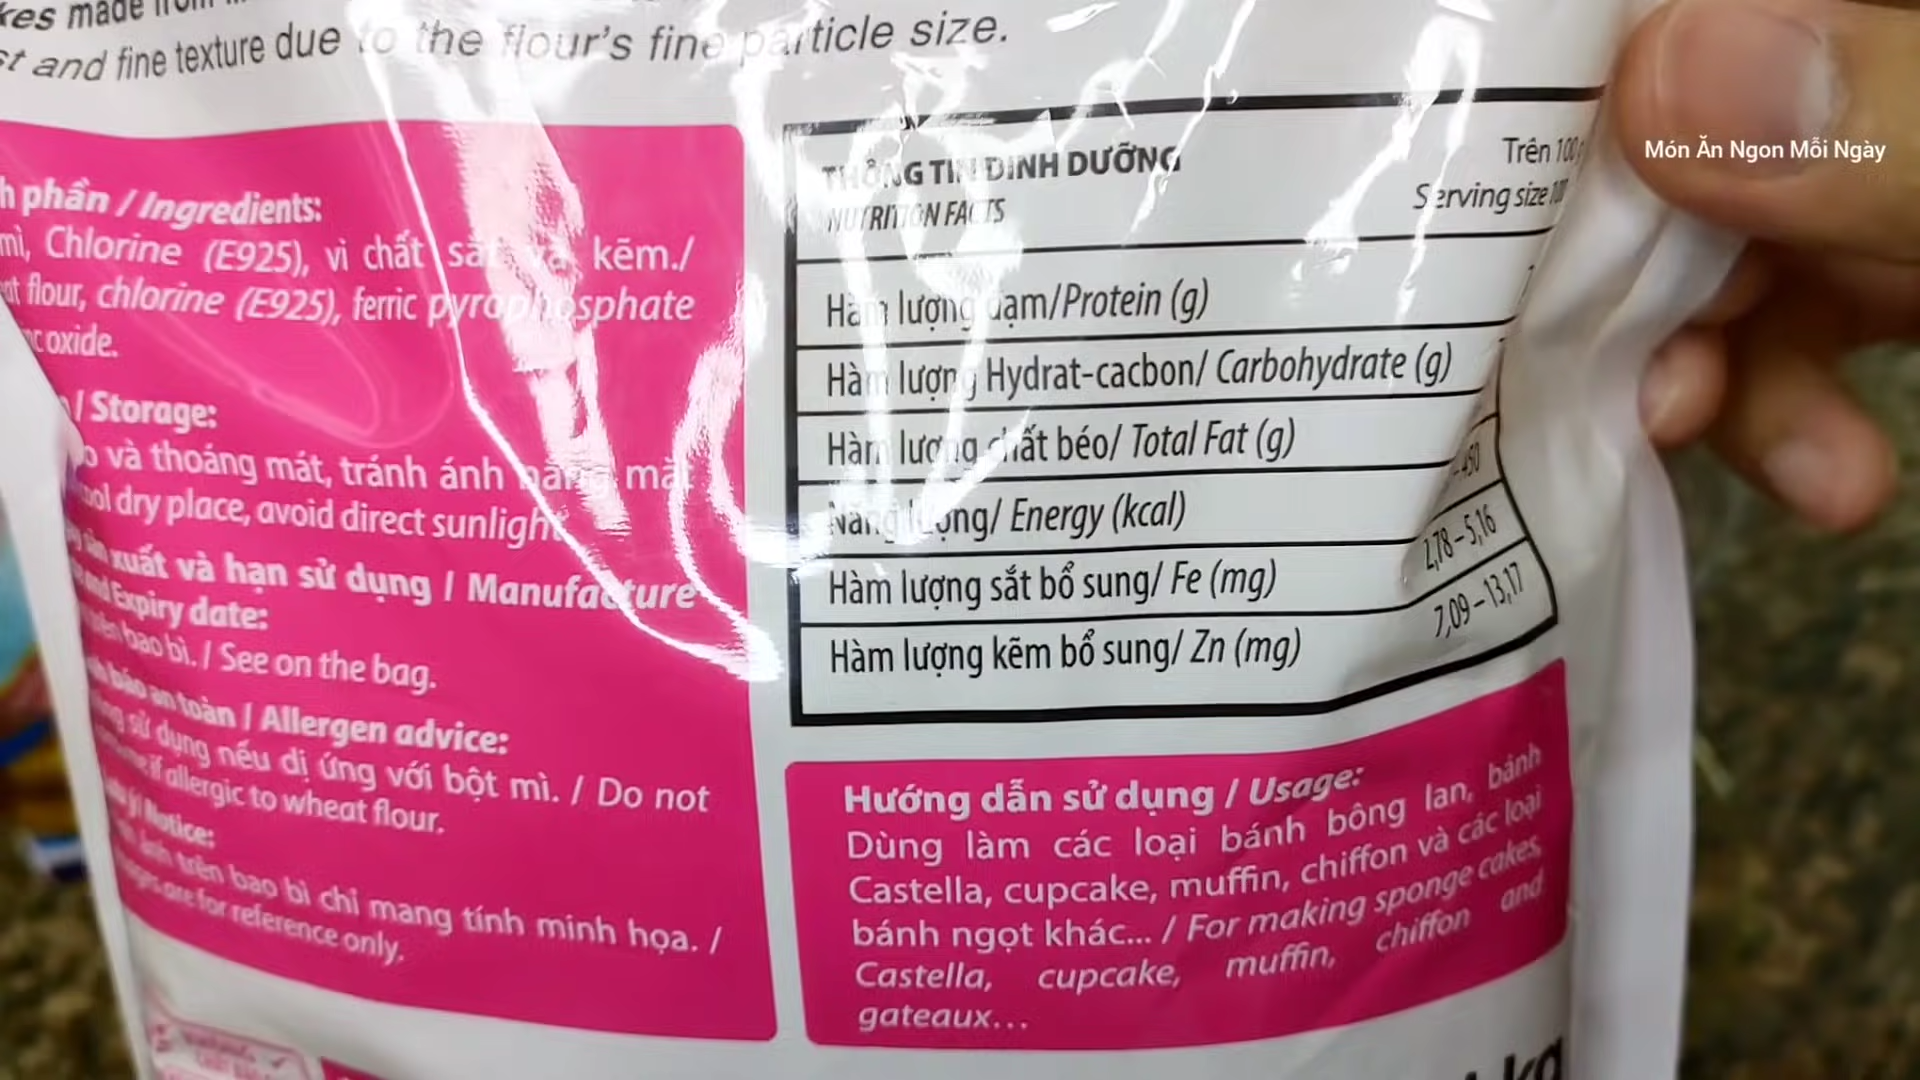 kes made from
st and fine texture due to the flour's fine particle size.
phần / Ingredients:
mì, Chlorine (E925), vi chất sắt và kẽm./
flour, chlorine (E925), ferric pyrophosphate
oxide.
/ Storage:
và thoáng mát, tránh ánh nắng mặt
dry place, avoid direct sunlight.
xuất và hạn sử dụng / Manufacture
and Expiry date:
trên bao bì. / See on the bag.
báo an toàn / Allergen advice:
sử dụng nếu dị ứng với bột mì. / Do not
if allergic to wheat flour.
Notice:
ảnh trên bao bì chỉ mang tính minh họa. /
are for reference only.
THÔNG TIN DINH DƯỠNG
Trên 100
NUTRITION FACTS
Serving size
Hàm lượng đạm/Protein (g)
Hàm lượng Hydrat-cacbon/ Carbohydrate (g)
Hàm lượng chất béo/ Total Fat (g)
Năng lượng/ Energy (kcal)
– 450
Hàm lượng sắt bổ sung/ Fe (mg)
2,78 – 5,16
Hàm lượng kẽm bổ sung/ Zn (mg)
7,09 – 13,17
Hướng dẫn sử dụng / Usage:
Dùng làm các loại bánh bông lan, bánh
Castella, cupcake, muffin, chiffon và các loại
bánh ngọt khác... / For making sponge cakes,
Castella, cupcake, muffin, chiffon and
gateaux...
kg
Món Ăn Ngon Mỗi Ngày